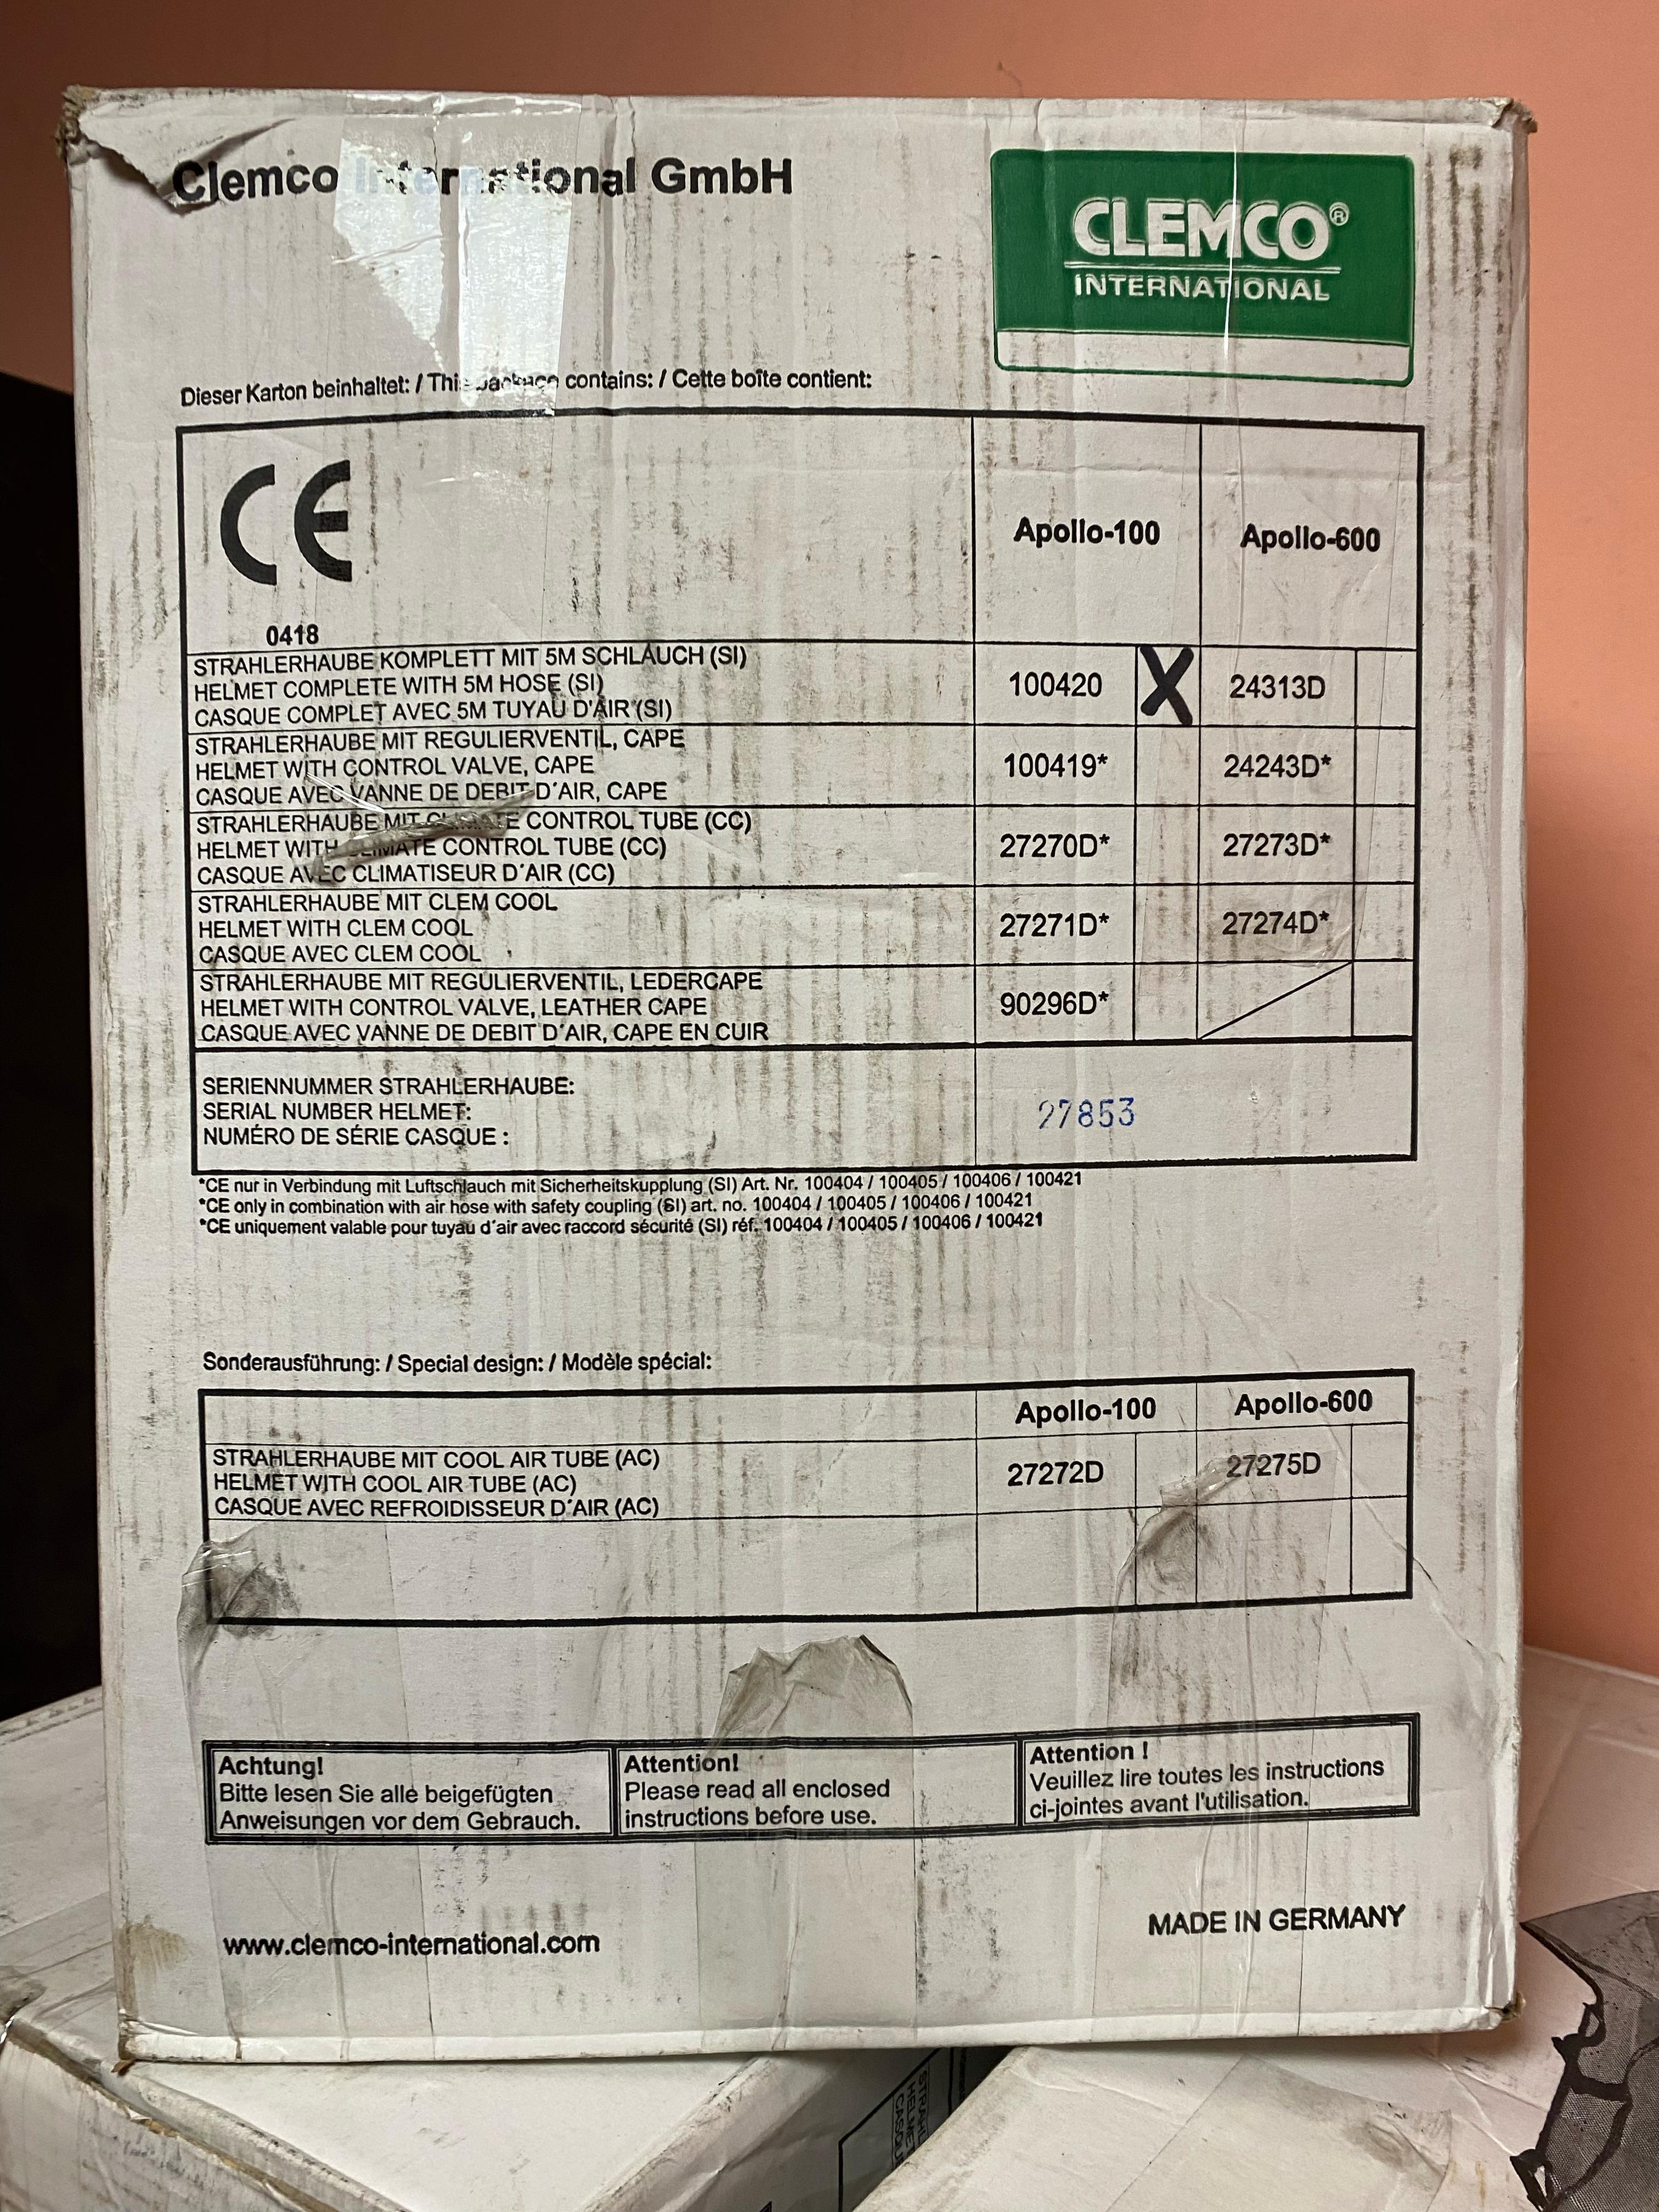 Clemco International GmbH
CLEMCO®
INTERNATIONAL
Dieser Karton beinhaltet: / This package contains: / Cette boîte contient:
CE
0418
Apollo-100 Apollo-600
STRAHLERHAUBE KOMPLETT MIT 5M SCHLAUCH (SI)
HELMET COMPLETE WITH 5M HOSE (SI)
CASQUE COMPLET AVEC 5M TUYAU D'AIR (SI)
100420 X 24313D
STRAHLERHAUBE MIT REGULIERVENTIL, CAPE
HELMET WITH CONTROL VALVE, CAPE
CASQUE AVEC VANNE DE DEBIT D'AIR, CAPE
100419* 24243D*
STRAHLERHAUBE MIT CLIMATE CONTROL TUBE (CC)
HELMET WITH CLIMATE CONTROL TUBE (CC)
CASQUE AVEC CLIMATISEUR D'AIR (CC)
27270D* 27273D*
STRAHLERHAUBE MIT CLEM COOL
HELMET WITH CLEM COOL
CASQUE AVEC CLEM COOL
27271D* 27274D*
STRAHLERHAUBE MIT REGULIERVENTIL, LEDERCAPE
HELMET WITH CONTROL VALVE, LEATHER CAPE
CASQUE AVEC VANNE DE DEBIT D'AIR, CAPE EN CUIR
90296D*
SERIENNUMMER STRAHLERHAUBE:
SERIAL NUMBER HELMET:
NUMÉRO DE SÉRIE CASQUE :
27853
*CE nur in Verbindung mit Luftschlauch mit Sicherheitskupplung (SI) Art. Nr. 100404 / 100405 / 100406 / 100421
*CE only in combination with air hose with safety coupling (SI) art. no. 100404 / 100405 / 100406 / 100421
*CE uniquement valable pour tuyau d'air avec raccord sécurité (SI) réf. 100404 / 100405 / 100406 / 100421
Sonderausführung: / Special design: / Modèle spécial:
Apollo-100 Apollo-600
STRAHLERHAUBE MIT COOL AIR TUBE (AC)
HELMET WITH COOL AIR TUBE (AC)
CASQUE AVEC REFROIDISSEUR D'AIR (AC)
27272D 27275D
Achtung!
Bitte lesen Sie alle beigefügten
Anweisungen vor dem Gebrauch.
Attention!
Please read all enclosed
instructions before use.
Attention !
Veuillez lire toutes les instructions
ci-jointes avant l'utilisation.
www.clemco-international.com
MADE IN GERMANY